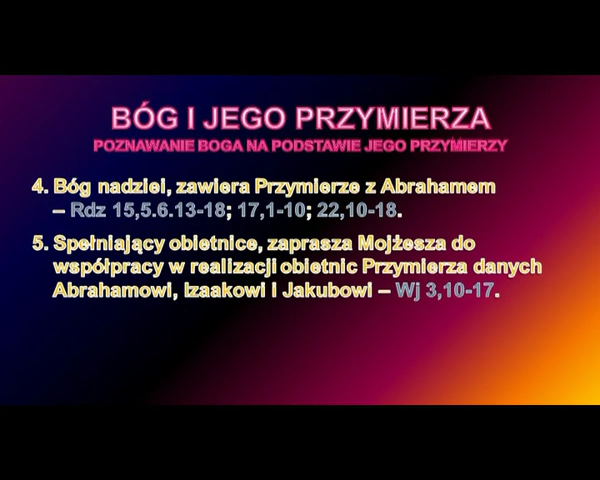 BÓG I JEGO PRZYMIERZA
POZNAWANIE BOGA NA PODSTAWIE JEGO PRZYMIERZY
4. Bóg nadziei, zawiera Przymierze z Abrahamem
– Rdz 15,5.6.13-18; 17,1-10; 22,10-18.
5. Spełniający obietnice, zaprasza Mojżesza do
współpracy w realizacji obietnic Przymierza danych
Abrahamowi, Izaakowi i Jakubowi – Wj 3,10-17.